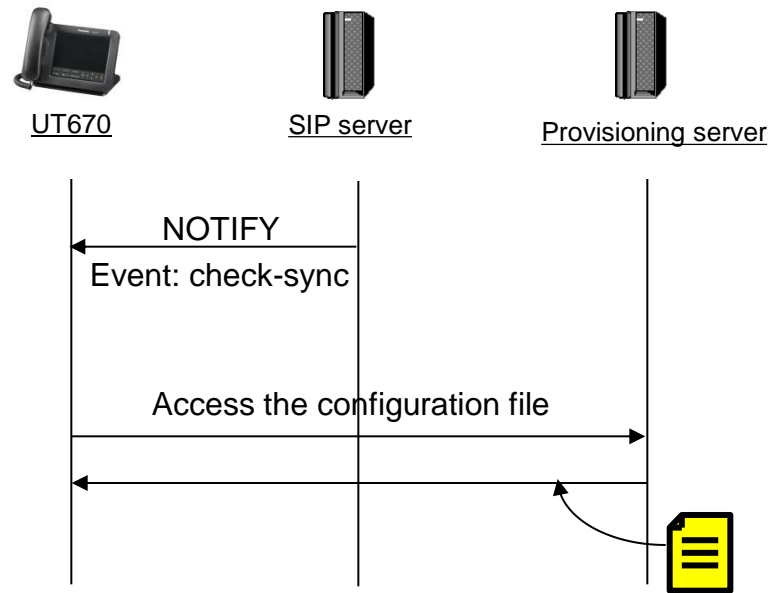 UT670
SIP server
Provisioning server
NOTIFY
Event: check-sync
Access the configuration file